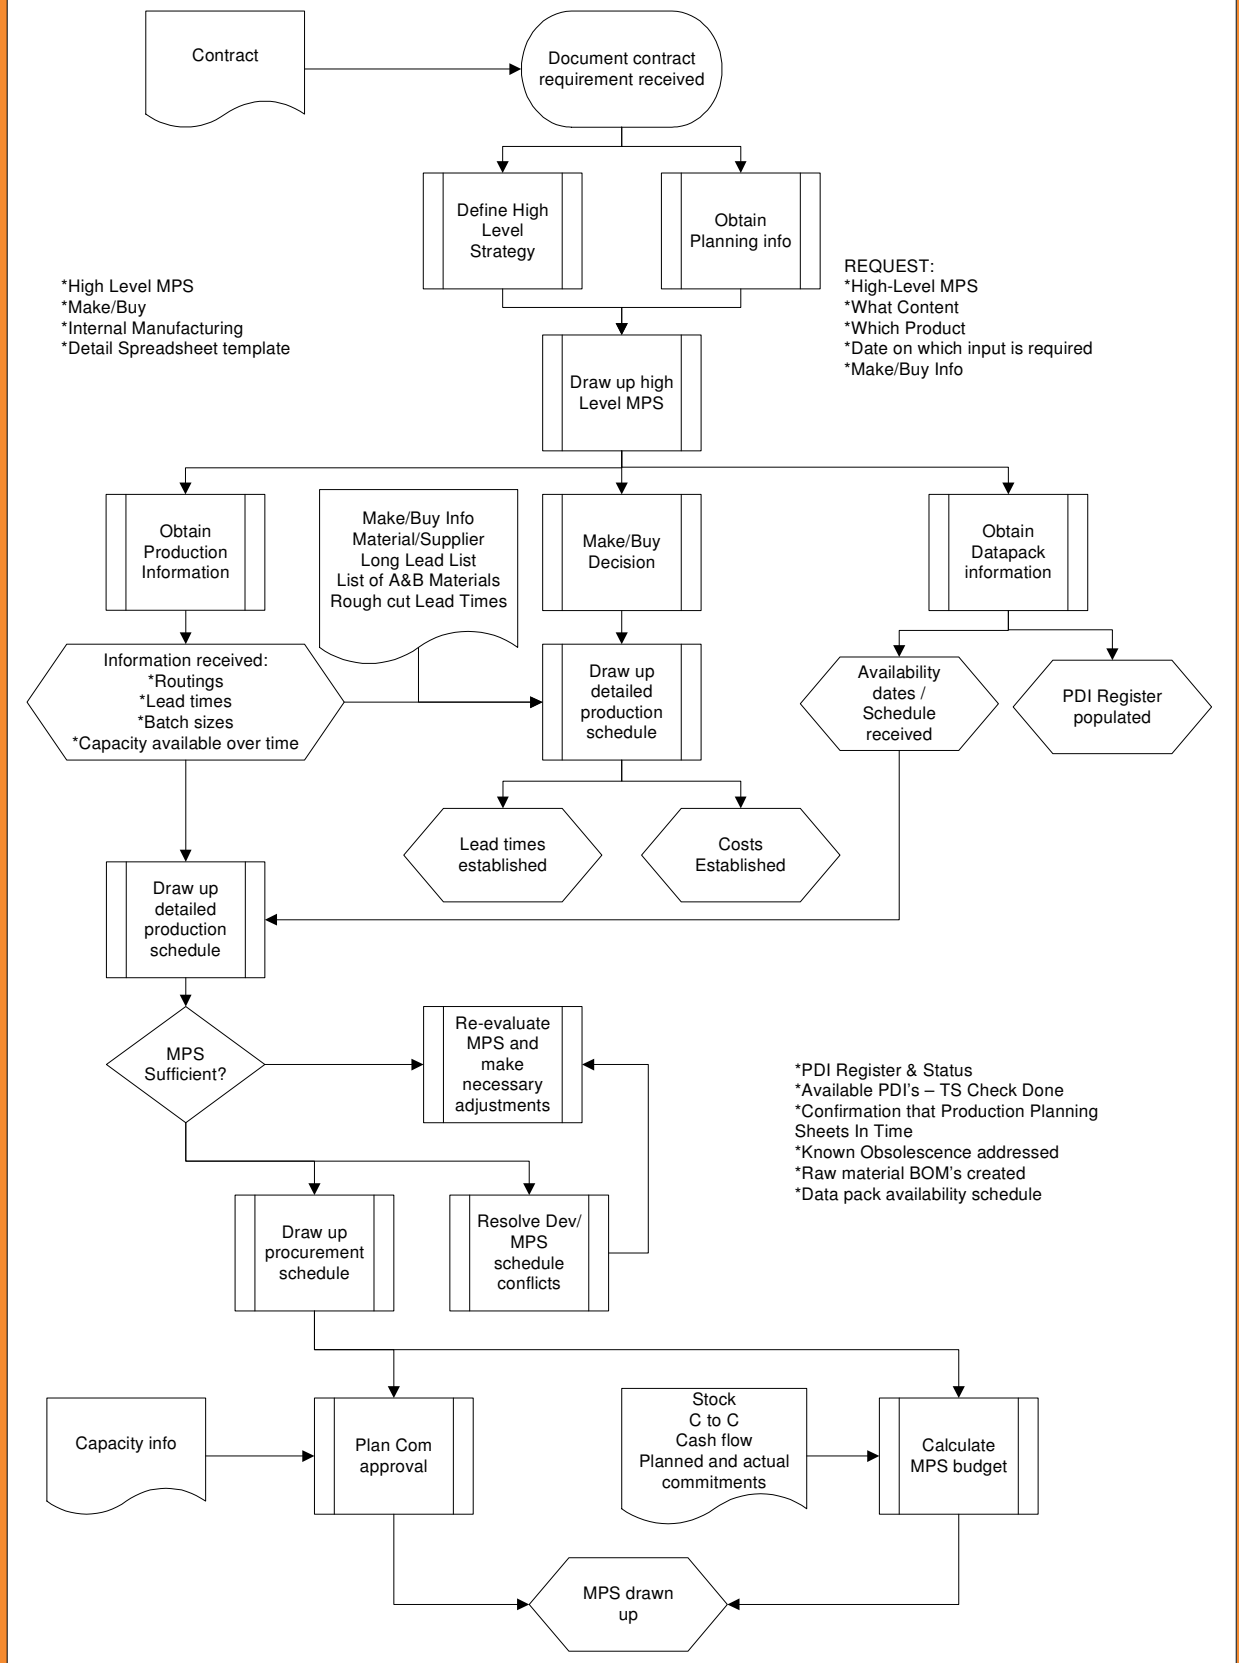 Contract
Document contract
requirement received
Define High
Level
Strategy
Obtain
Planning info
*High Level MPS
*Make/Buy
*Internal Manufacturing
*Detail Spreadsheet template
REQUEST:
*High-Level MPS
*What Content
*Which Product
*Date on which input is required
*Make/Buy Info
Draw up high
Level MPS
Obtain
Production
Information
Make/Buy Info
Material/Supplier
Long Lead List
List of A&B Materials
Rough cut Lead Times
Make/Buy
Decision
Obtain
Datapack
information
Information received:
*Routings
*Lead times
*Batch sizes
*Capacity available over time
Draw up
detailed
production
schedule
Availability
dates /
Schedule
received
PDI Register
populated
Lead times
established
Costs
Established
Draw up
detailed
production
schedule
MPS
Sufficient?
Re-evaluate
MPS and
make
necessary
adjustments
*PDI Register & Status
*Available PDI's – TS Check Done
*Confirmation that Production Planning
Sheets In Time
*Known Obsolescence addressed
*Raw material BOM's created
*Data pack availability schedule
Draw up
procurement
schedule
Resolve Dev/
MPS
schedule
conflicts
Capacity info
Plan Com
approval
Stock
C to C
Cash flow
Planned and actual
commitments
Calculate
MPS budget
MPS drawn
up